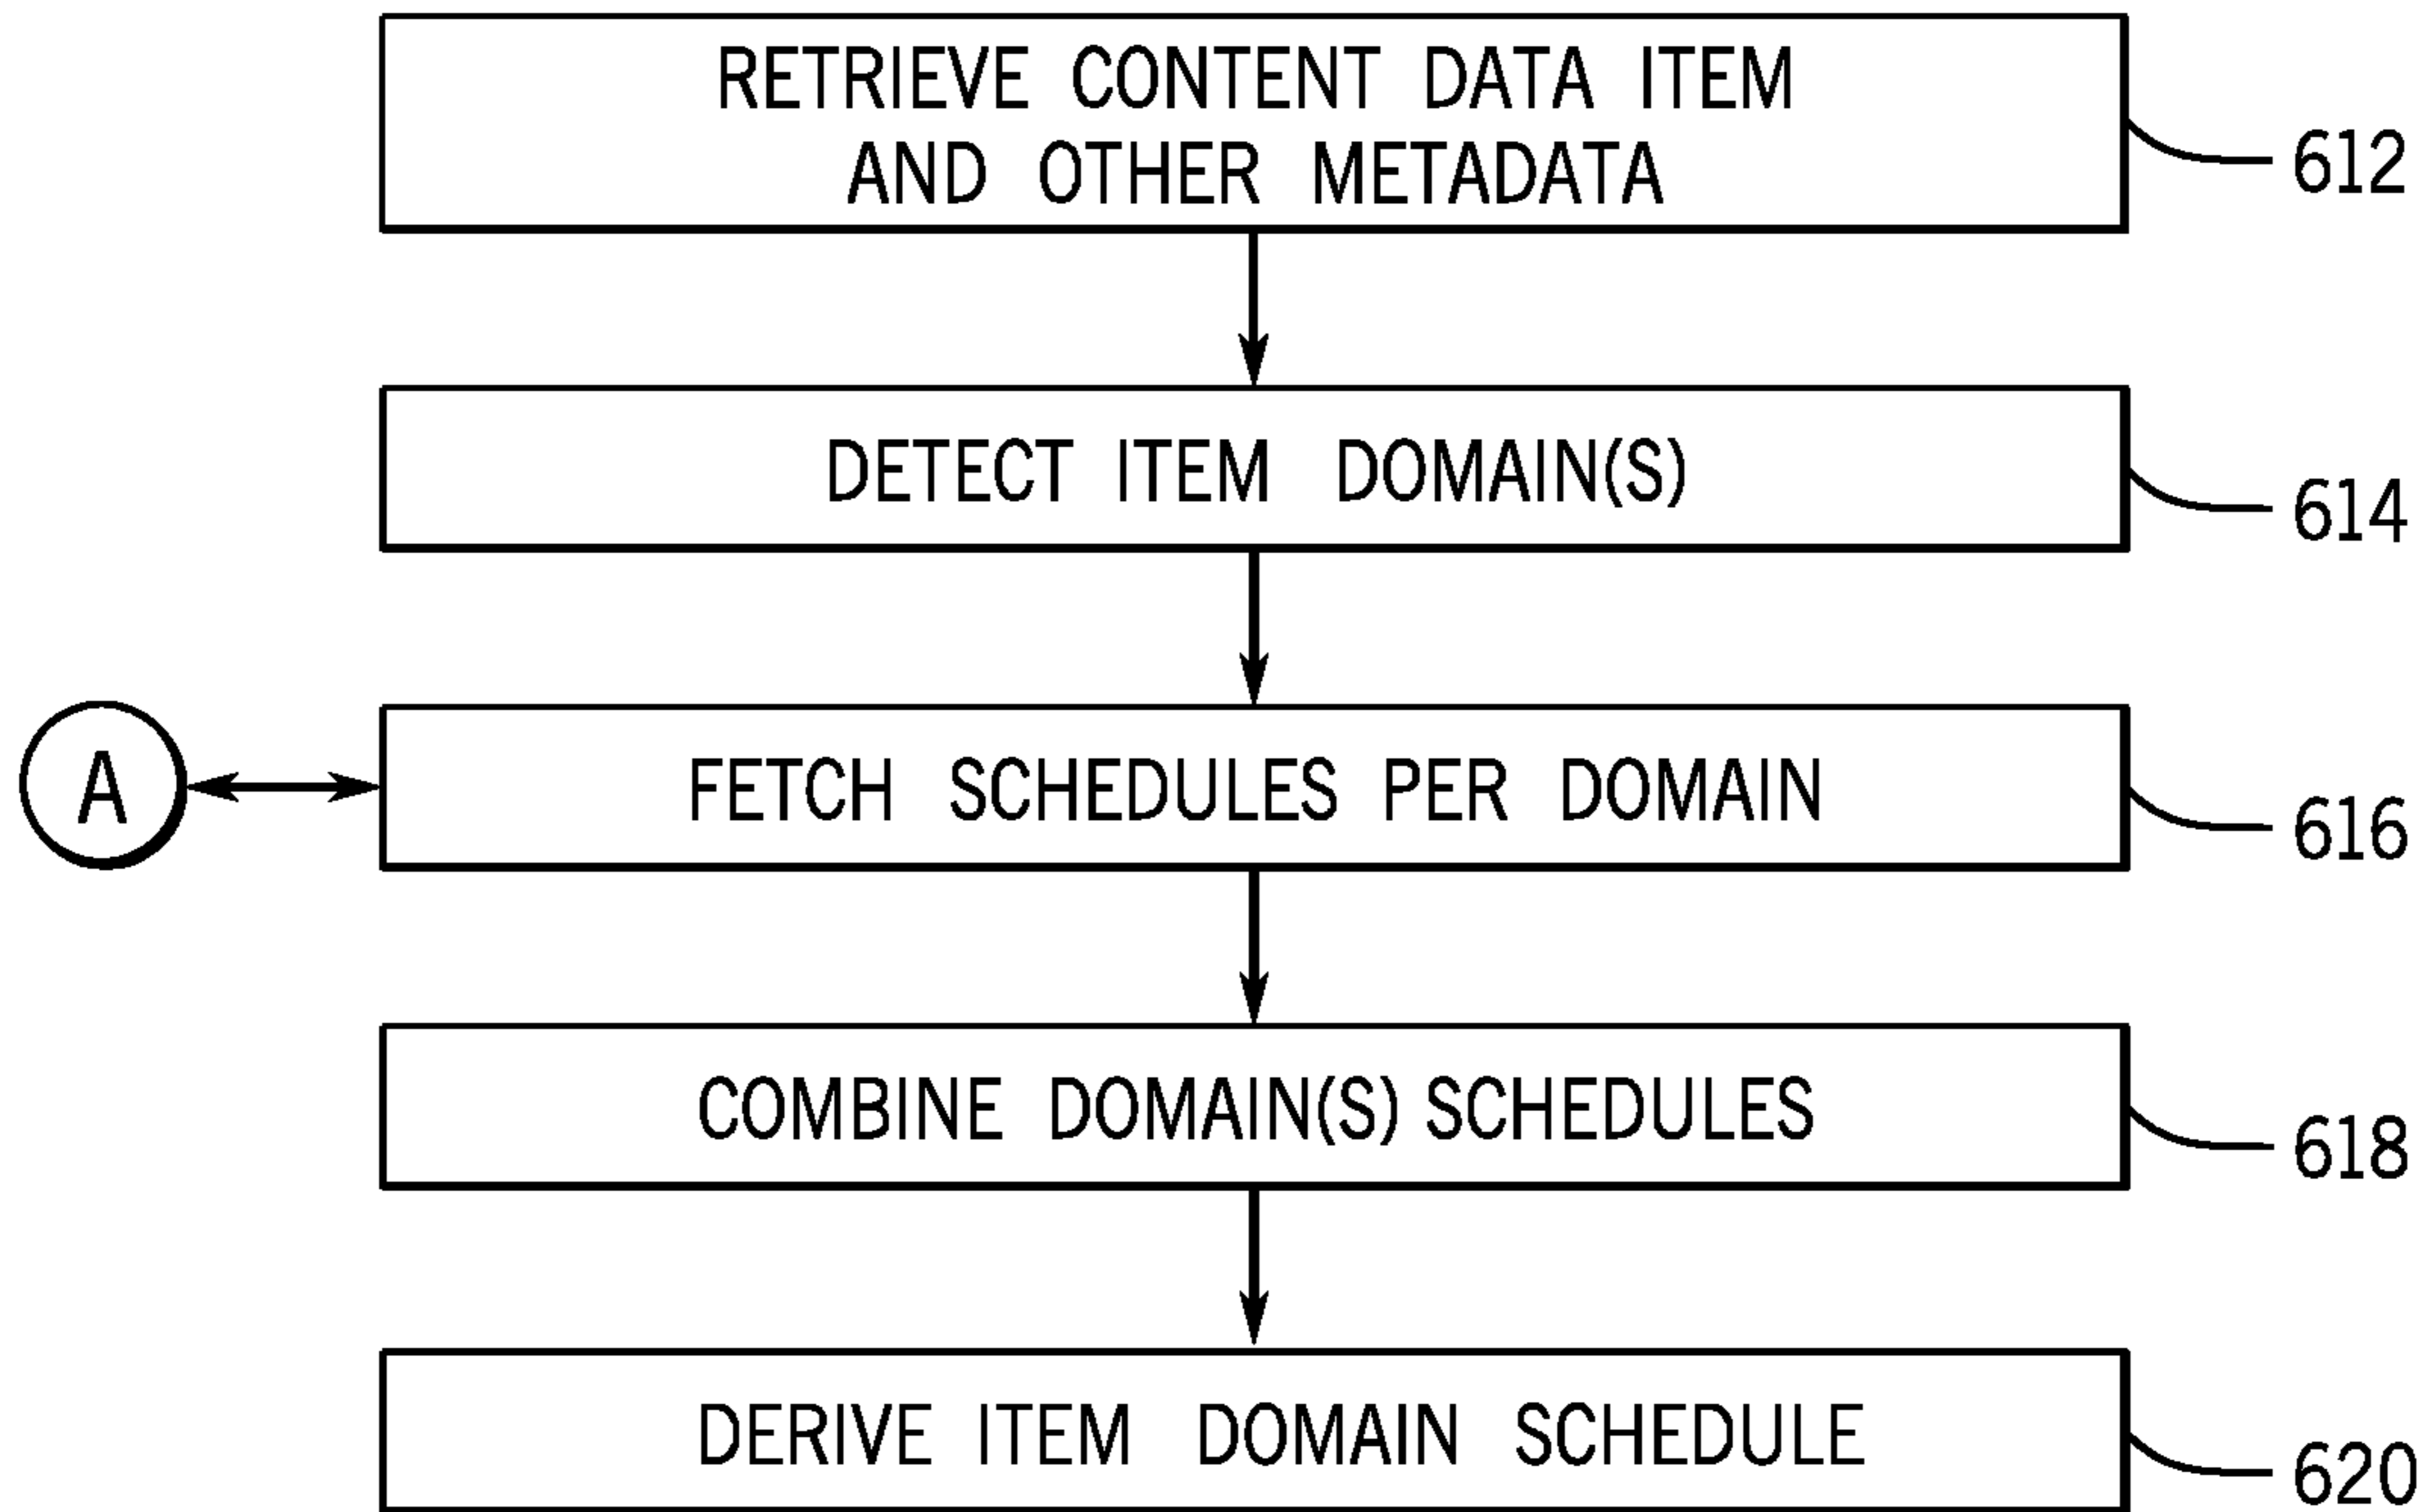 RETRIEVE CONTENT DATA ITEM
AND OTHER METADATA
612
DETECT ITEM DOMAIN(S)
614
A
FETCH SCHEDULES PER DOMAIN
616
COMBINE DOMAIN(S) SCHEDULES
618
DERIVE ITEM DOMAIN SCHEDULE
620